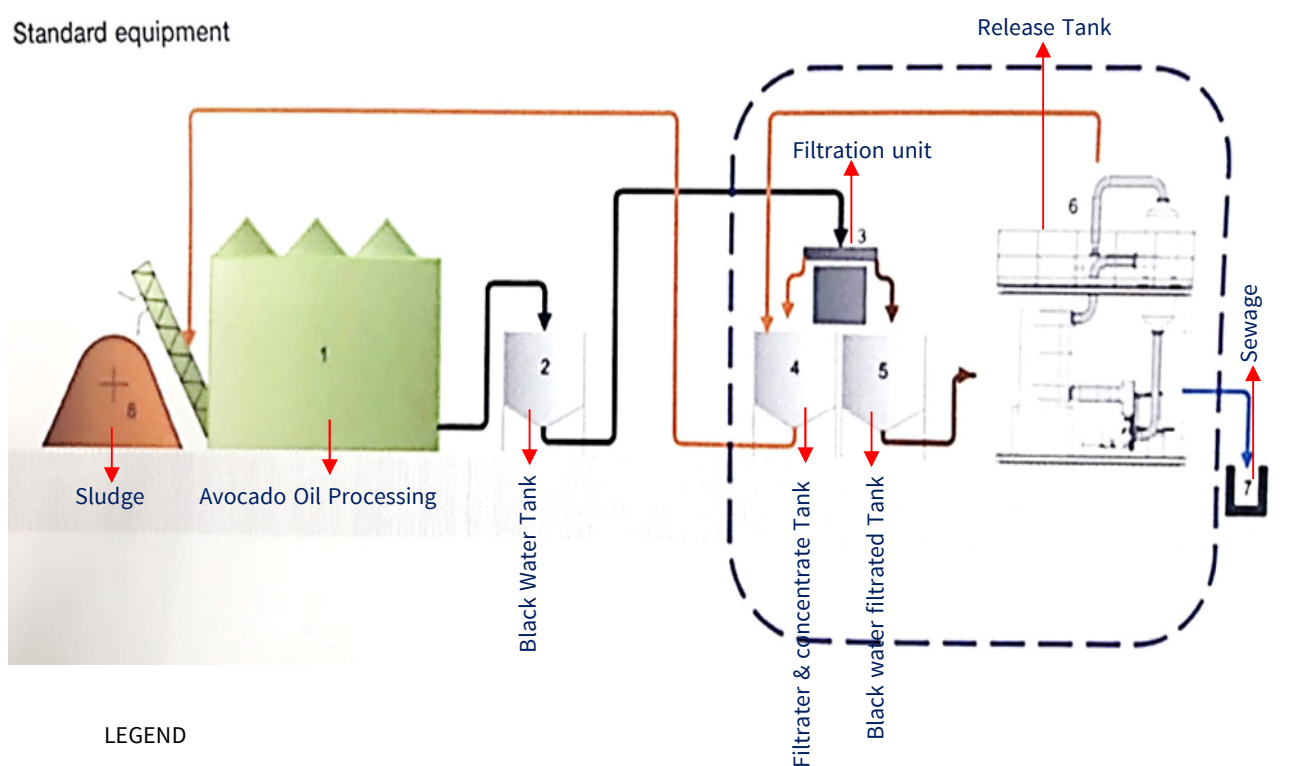 Standard equipment
Release Tank
Filtration unit
3
6
1
2
4
5
8
7
Sewage
Sludge
Avocado Oil Processing
Black Water Tank
Filtrater & concentrate Tank
Black water filtrated Tank
LEGEND